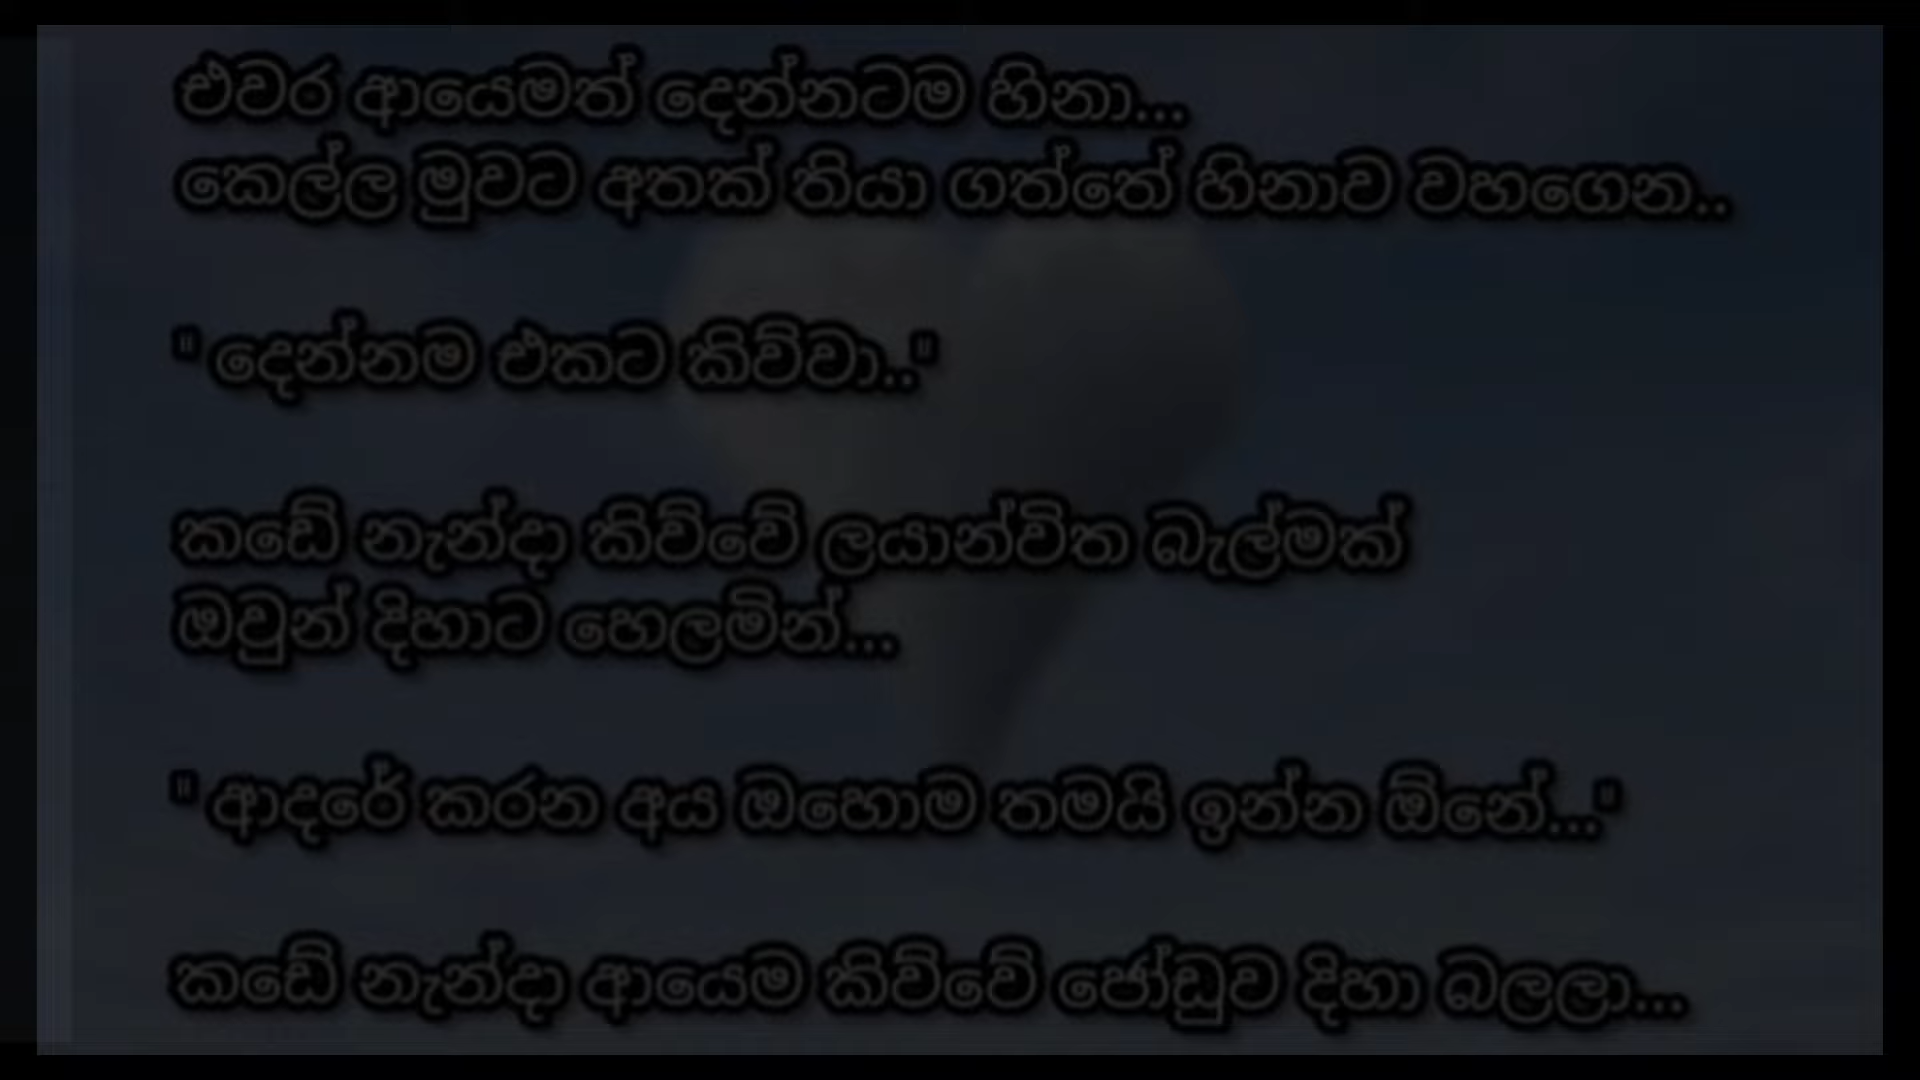 එවර ආයෙමත් දෙන්නටම හිනා...
කෙල්ල මුවට අතක් තියා ගත්තේ හිනාව වහගෙන..
" දෙන්නම එකට කිව්වා.."
කඩේ නැන්දා කිව්වේ ලයාන්විත බැල්මක්
ඔවුන් දිහාට හෙලමින්...
" ආදරේ කරන අය ඔහොම තමයි ඉන්න ඕනේ..."
කඩේ නැන්දා ආයෙම කිව්වේ ජෝඩුව දිහා බලලා...